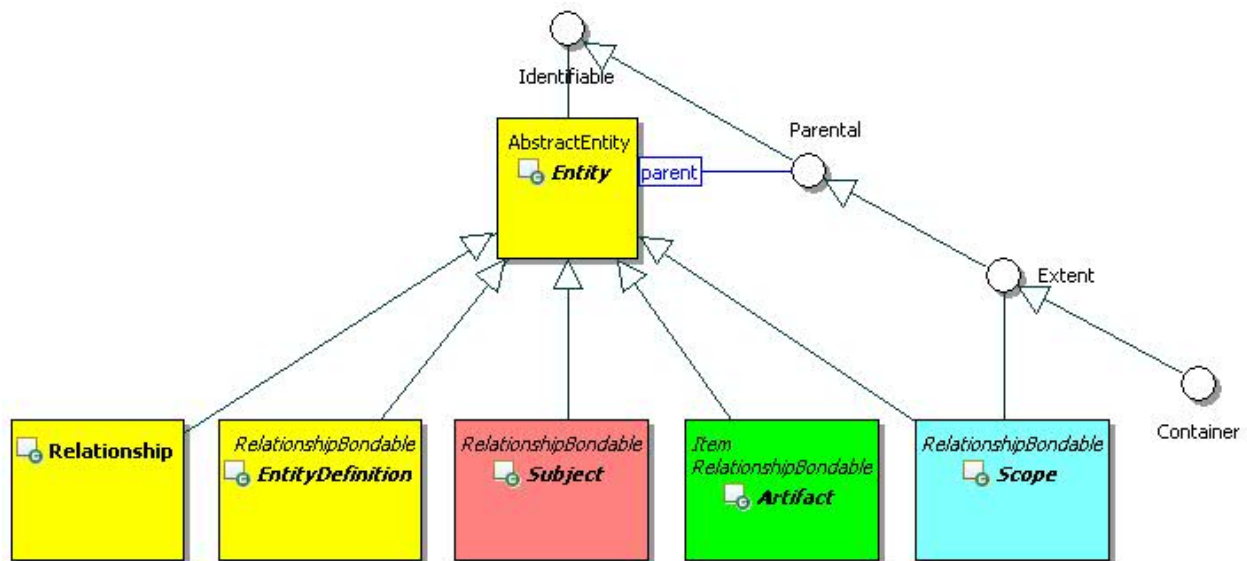 Identifiable
Parental
AbstractEntity
Entity
parent
Extent
Container
Relationship
RelationshipBondable
EntityDefinition
RelationshipBondable
Subject
Item
RelationshipBondable
Artifact
RelationshipBondable
Scope